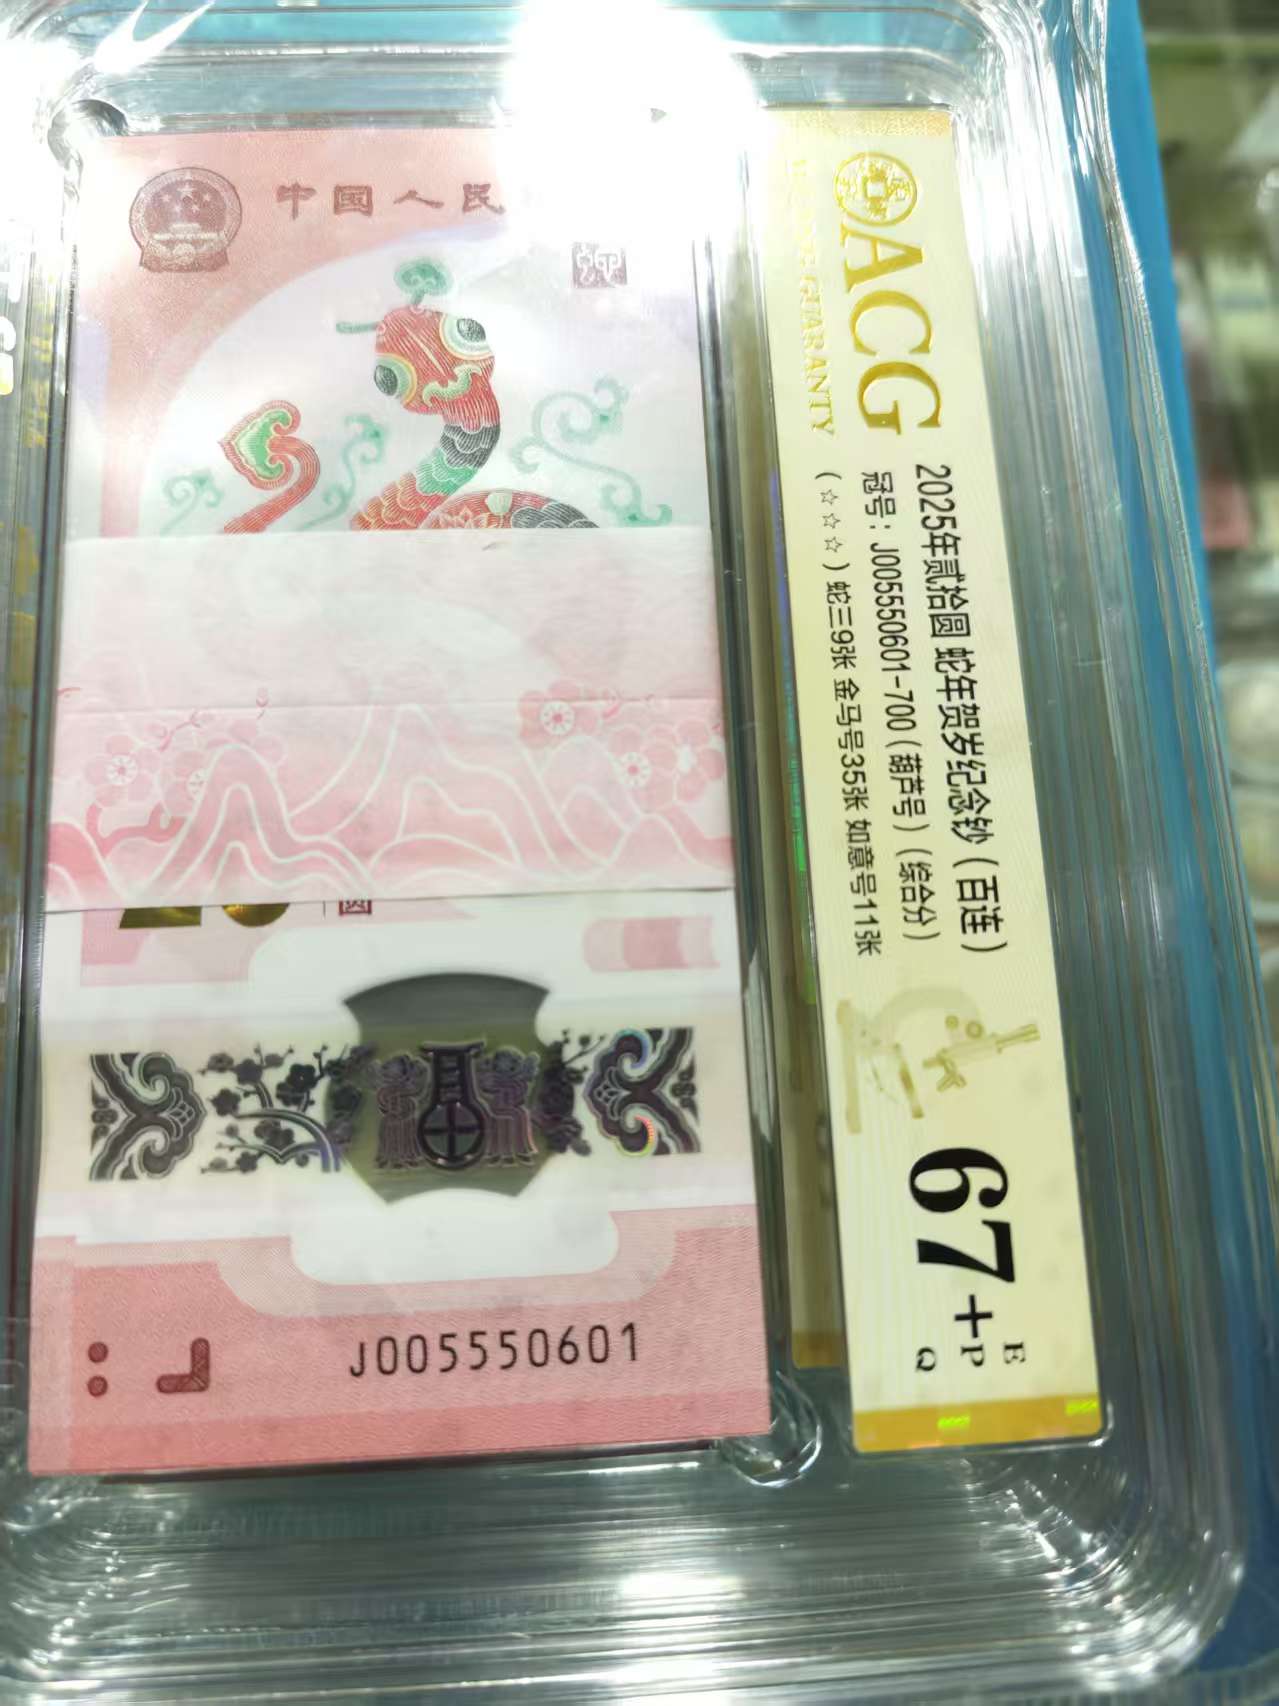 中国人民
圆
J005550601
ACG
GUARANTY
2025年贰拾圆 蛇年贺岁纪念钞（百连）
冠号：J005550601-700（葫芦号）（综合分）
（☆☆☆）蛇三9张 金马号35张 如意号11张
67+
E
P
Q